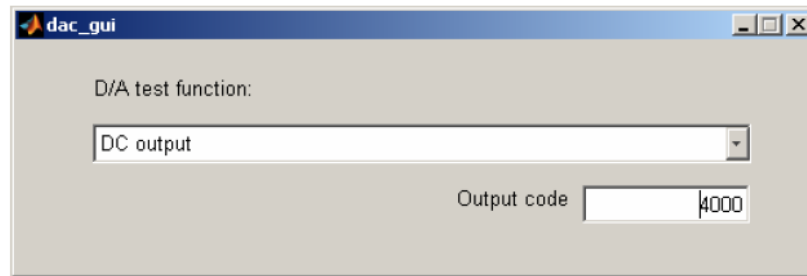 dac_gui
D/A test function:
DC output
Output code 4000